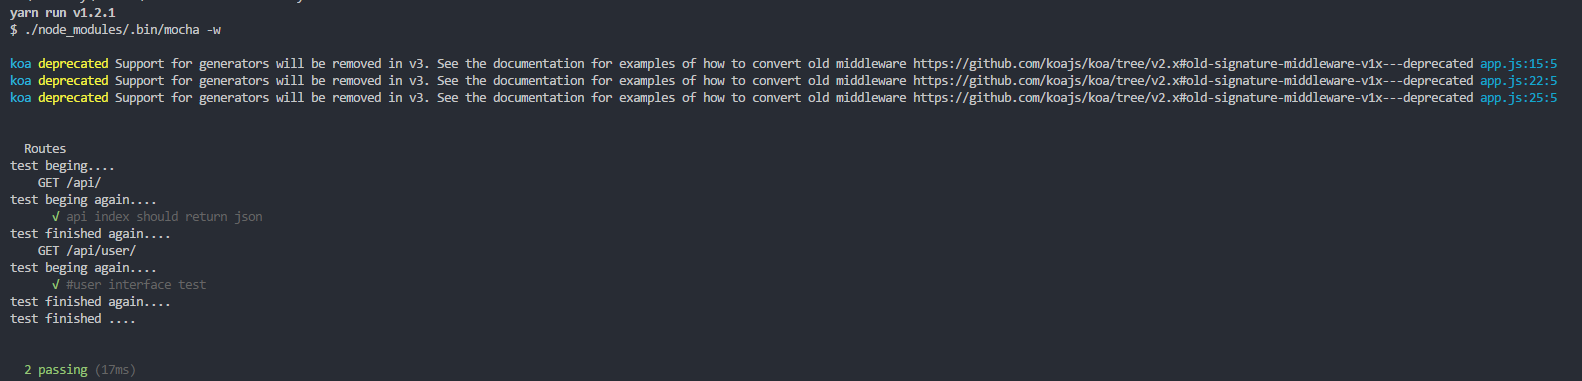 yarn run v1.2.1
$ ./node_modules/.bin/mocha -w
koa deprecated Support for generators will be removed in v3. See the documentation for examples of how to convert old middleware https://github.com/koajs/koa/tree/v2.x#old-signature-middleware-v1x---deprecated app.js:15:5
koa deprecated Support for generators will be removed in v3. See the documentation for examples of how to convert old middleware https://github.com/koajs/koa/tree/v2.x#old-signature-middleware-v1x---deprecated app.js:22:5
koa deprecated Support for generators will be removed in v3. See the documentation for examples of how to convert old middleware https://github.com/koajs/koa/tree/v2.x#old-signature-middleware-v1x---deprecated app.js:25:5
Routes
test beging....
GET /api/
test beging again....
√ api index should return json
test finished again....
GET /api/user/
test beging again....
√ #user interface test
test finished again....
test finished ....
2 passing (17ms)